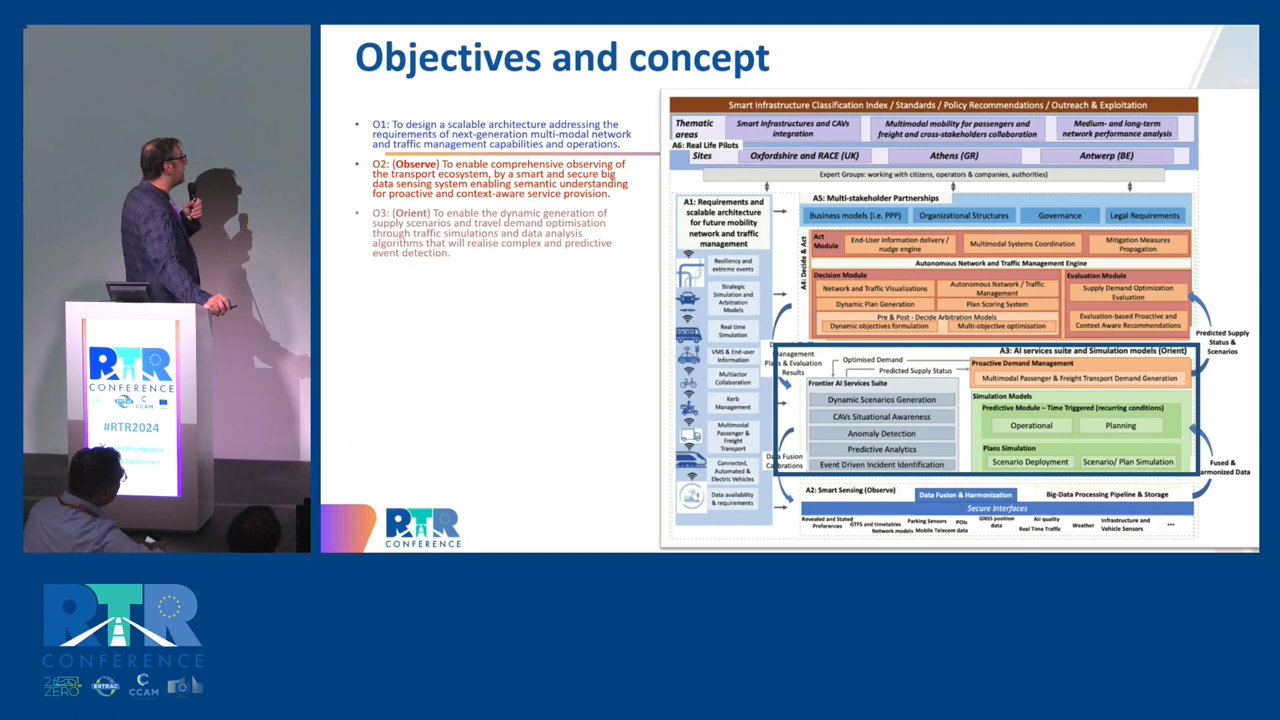 Objectives and concept
• O1: To design a scalable architecture addressing the
requirements of next-generation multi-modal network
and traffic management capabilities and operations.
• O2: (Observe) To enable comprehensive observing of
the transport ecosystem, by a smart and secure big
data sensing system enabling semantic understanding
for proactive and context-aware service provision.
• O3: (Orient) To enable the dynamic generation of
supply scenarios and travel demand optimisation
through traffic simulations and data analysis
algorithms that will realise complex and predictive
event detection.
Smart Infrastructure Classification Index / Standards / Policy Recommendations / Outreach & Exploitation
Thematic
areas
Smart Infrastructures and CAVs
integration
Multimodal mobility for passengers and
freight and cross-stakeholders collaboration
Medium- and long-term
network performance analysis
A6: Real Life Pilots
Sites
Oxfordshire and RACE (UK)
Athens (GR)
Antwerp (BE)
Expert Groups: working with citizens, operators & companies, authorities)
A1: Requirements and
scalable architecture
for future mobility
network and traffic
management
Resiliency and
extreme events
Strategic
Simulation and
Arbitration
Models
Real time
Simulation
VMS & End-user
Information
Multiactor
Collaboration
Kerb
Management
Multimodal
Passenger &
Freight
Transport
Connected,
Automated &
Electric Vehicles
Data availability
& requirements
A5: Multi-stakeholder Partnerships
Business models (i.e. PPP)
Organizational Structures
Governance
Legal Requirements
A4: Decide & Act
Act
Module
End-User Information delivery /
nudge engine
Multimodal Systems Coordination
Mitigation Measures
Propagation
Autonomous Network and Traffic Management Engine
Decision Module
Network and Traffic Visualizations
Autonomous Network / Traffic
Management
Dynamic Plan Generation
Plan Scoring System
Pre & Post - Decide Arbitration Models
Dynamic objectives formulation
Multi-objective optimisation
Evaluation Module
Supply Demand Optimization
Evaluation
Evaluation-based Proactive and
Context Aware Recommendations
Predicted Supply
Status &
Scenarios
Management
Plans & Evaluation
Results
A3: AI services suite and Simulation models (Orient)
Optimised Demand
Predicted Supply Status
Proactive Demand Management
Multimodal Passenger & Freight Transport Demand Generation
Frontier AI Services Suite
Dynamic Scenarios Generation
CAVs Situational Awareness
Anomaly Detection
Predictive Analytics
Event Driven Incident Identification
Simulation Models
Predictive Module – Time Triggered (recurring conditions)
Operational
Planning
Plans Simulation
Scenario Deployment
Scenario/ Plan Simulation
Data Fusion
Calibrations
Fused &
Harmonized Data
A2: Smart Sensing (Observe)
Data Fusion & Harmonization
Big-Data Processing Pipeline & Storage
Secure Interfaces
Revealed and Stated
Preferences
GTFS and timetables
Network models
Parking Sensors
Mobile Telecom data
POIs
GNSS position
data
Air quality
Real Time Traffic
Weather
Infrastructure and
Vehicle Sensors
...
RTR
CONFERENCE
RTR
CONFERENCE
ERTRAC
CCAM
#RTR2024
RTR
CONFERENCE
2ZERO
ERTRAC
CCAM